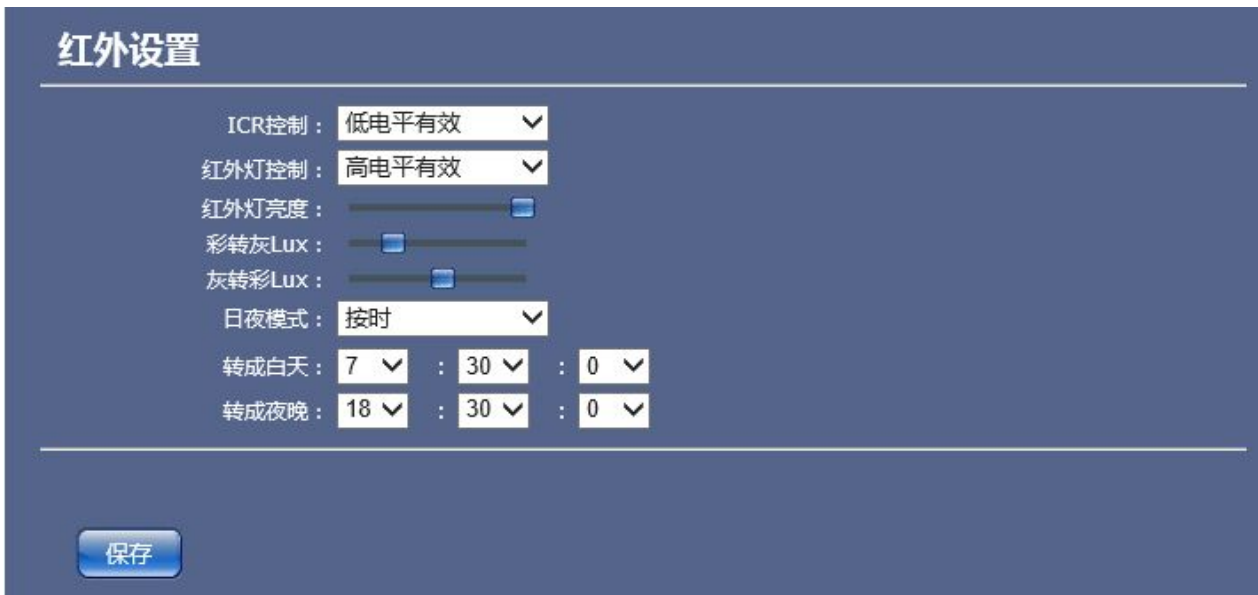 红外设置
ICR控制： 低电平有效
红外灯控制： 高电平有效
红外灯亮度：
彩转灰Lux：
灰转彩Lux：
日夜模式： 按时
转成白天： 7 : 30 : 0
转成夜晚： 18 : 30 : 0
保存